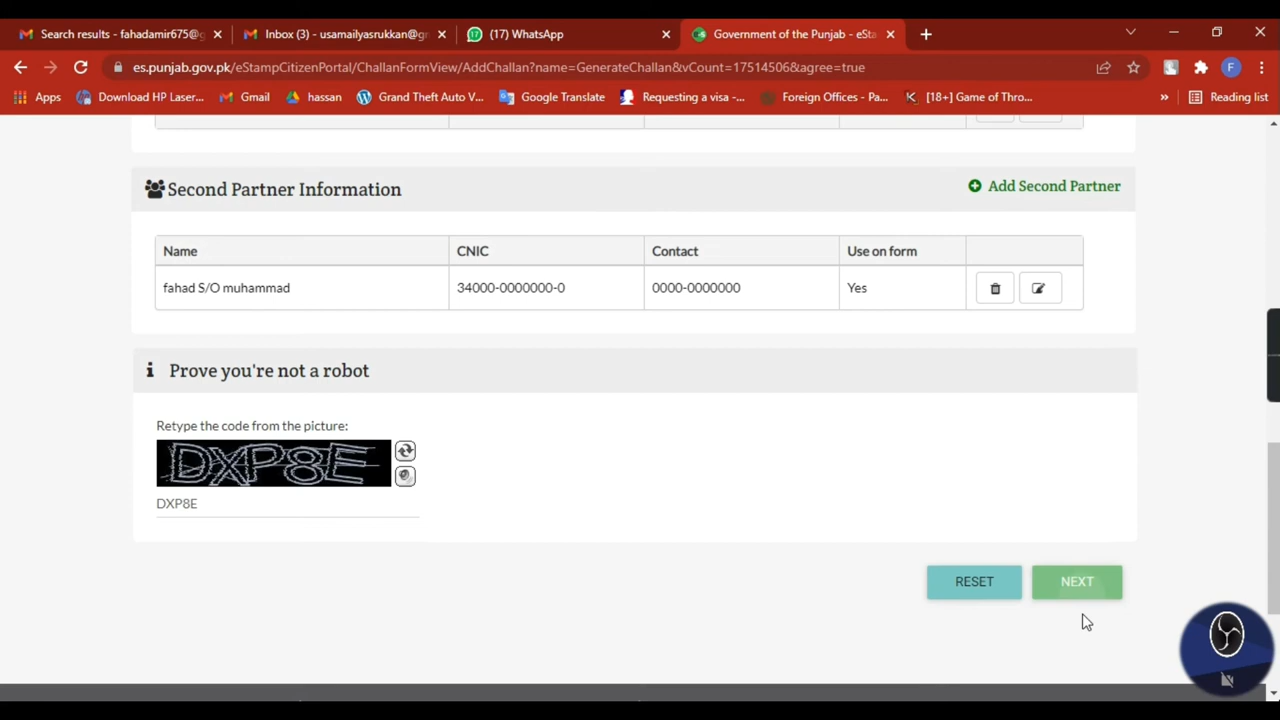 Search results - fahadamir675@g
Inbox (3) - usamailyasrukkan@gr
(17) WhatsApp
Government of the Punjab - eSta
es.punjab.gov.pk/eStampCitizenPortal/ChallanFormView/AddChallan?name=GenerateChallan&vCount=17514506&agree=true
F
Apps
Download HP Laser...
Gmail
hassan
Grand Theft Auto V...
Google Translate
Requesting a visa -...
Foreign Offices - Pa...
[18+] Game of Thro...
»
Reading list
Second Partner Information
Add Second Partner
Name CNIC Contact Use on form
fahad S/O muhammad 34000-0000000-0 0000-0000000 Yes
Prove you're not a robot
Retype the code from the picture:
DXP8E
DXP8E
RESET NEXT